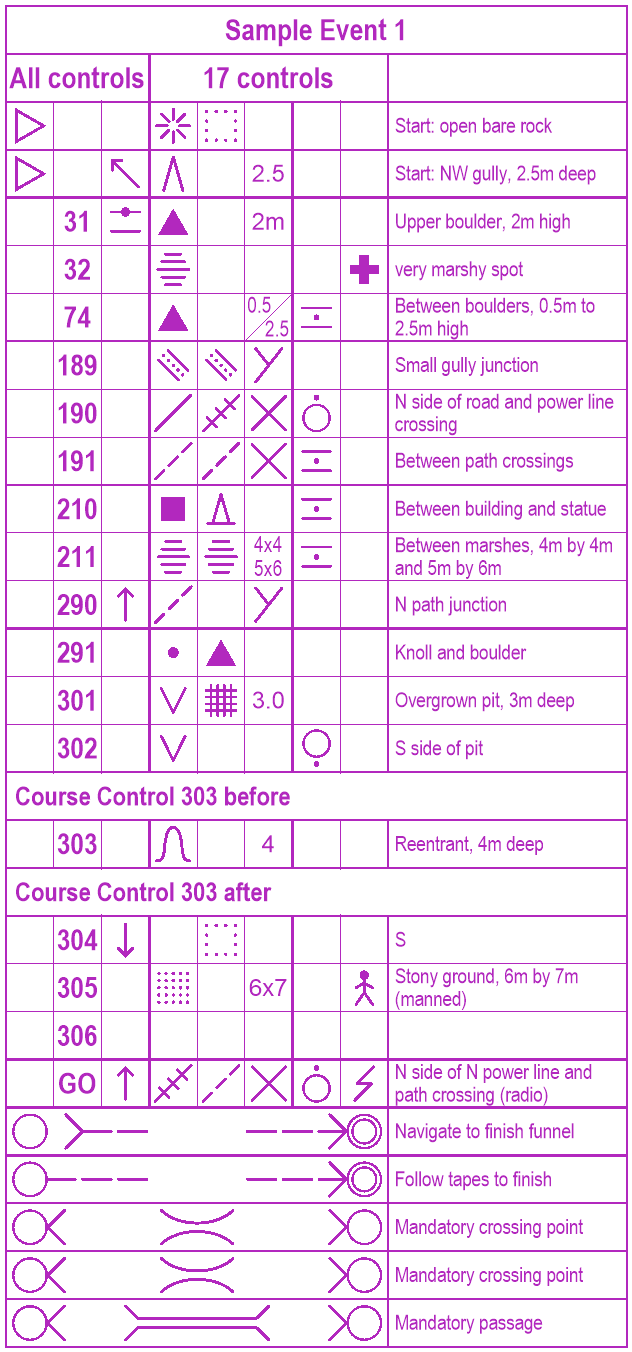 Sample Event 1
All controls 17 controls
Start: open bare rock
2.5 Start: NW gully, 2.5m deep
31 2m Upper boulder, 2m high
32 very marshy spot
74 0.5 2.5 Between boulders, 0.5m to
2.5m high
189 Small gully junction
190 N side of road and power line
crossing
191 Between path crossings
210 Between building and statue
211 4x4 Between marshes, 4m by 4m
5x6 and 5m by 6m
290 N path junction
291 Knoll and boulder
301 3.0 Overgrown pit, 3m deep
302 S side of pit
Course Control 303 before
303 4 Reentrant, 4m deep
Course Control 303 after
304 S
305 6x7 Stony ground, 6m by 7m
(manned)
306
GO N side of N power line and
path crossing (radio)
Navigate to finish funnel
Follow tapes to finish
Mandatory crossing point
Mandatory crossing point
Mandatory passage